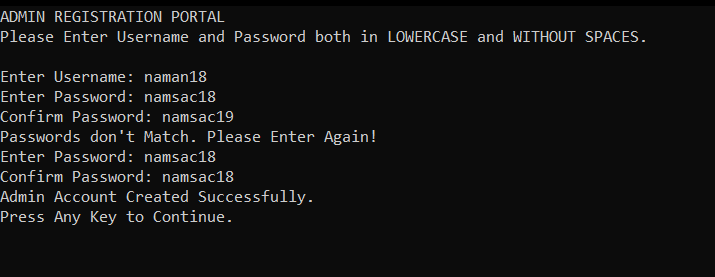 ADMIN REGISTRATION PORTAL
Please Enter Username and Password both in LOWERCASE and WITHOUT SPACES.
Enter Username: naman18
Enter Password: namsac18
Confirm Password: namsac19
Passwords don't Match. Please Enter Again!
Enter Password: namsac18
Confirm Password: namsac18
Admin Account Created Successfully.
Press Any Key to Continue.